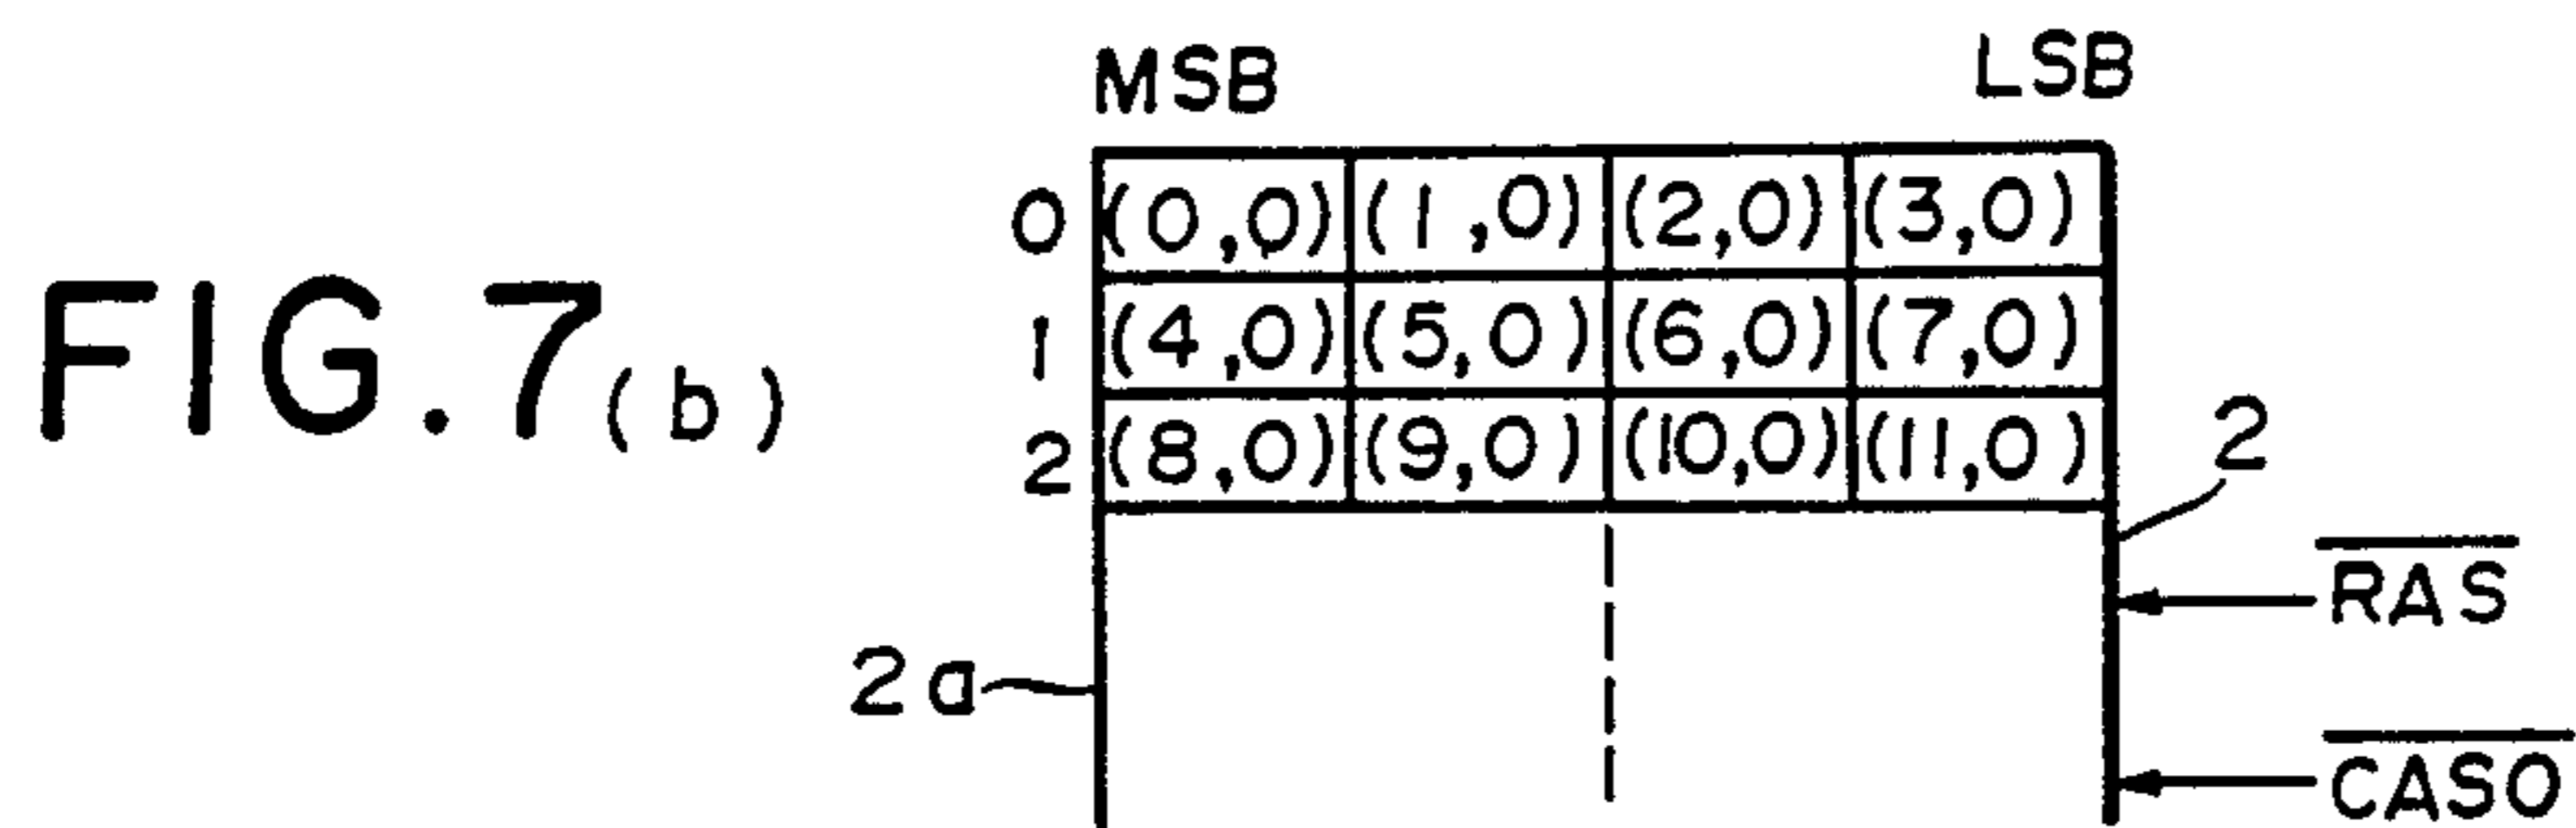 MSB LSB
0 (0,0) (1,0) (2,0) (3,0)
1 (4,0) (5,0) (6,0) (7,0)
2 (8,0) (9,0) (10,0) (11,0)
FIG.7(b)
2
RAS
2a
CAS0